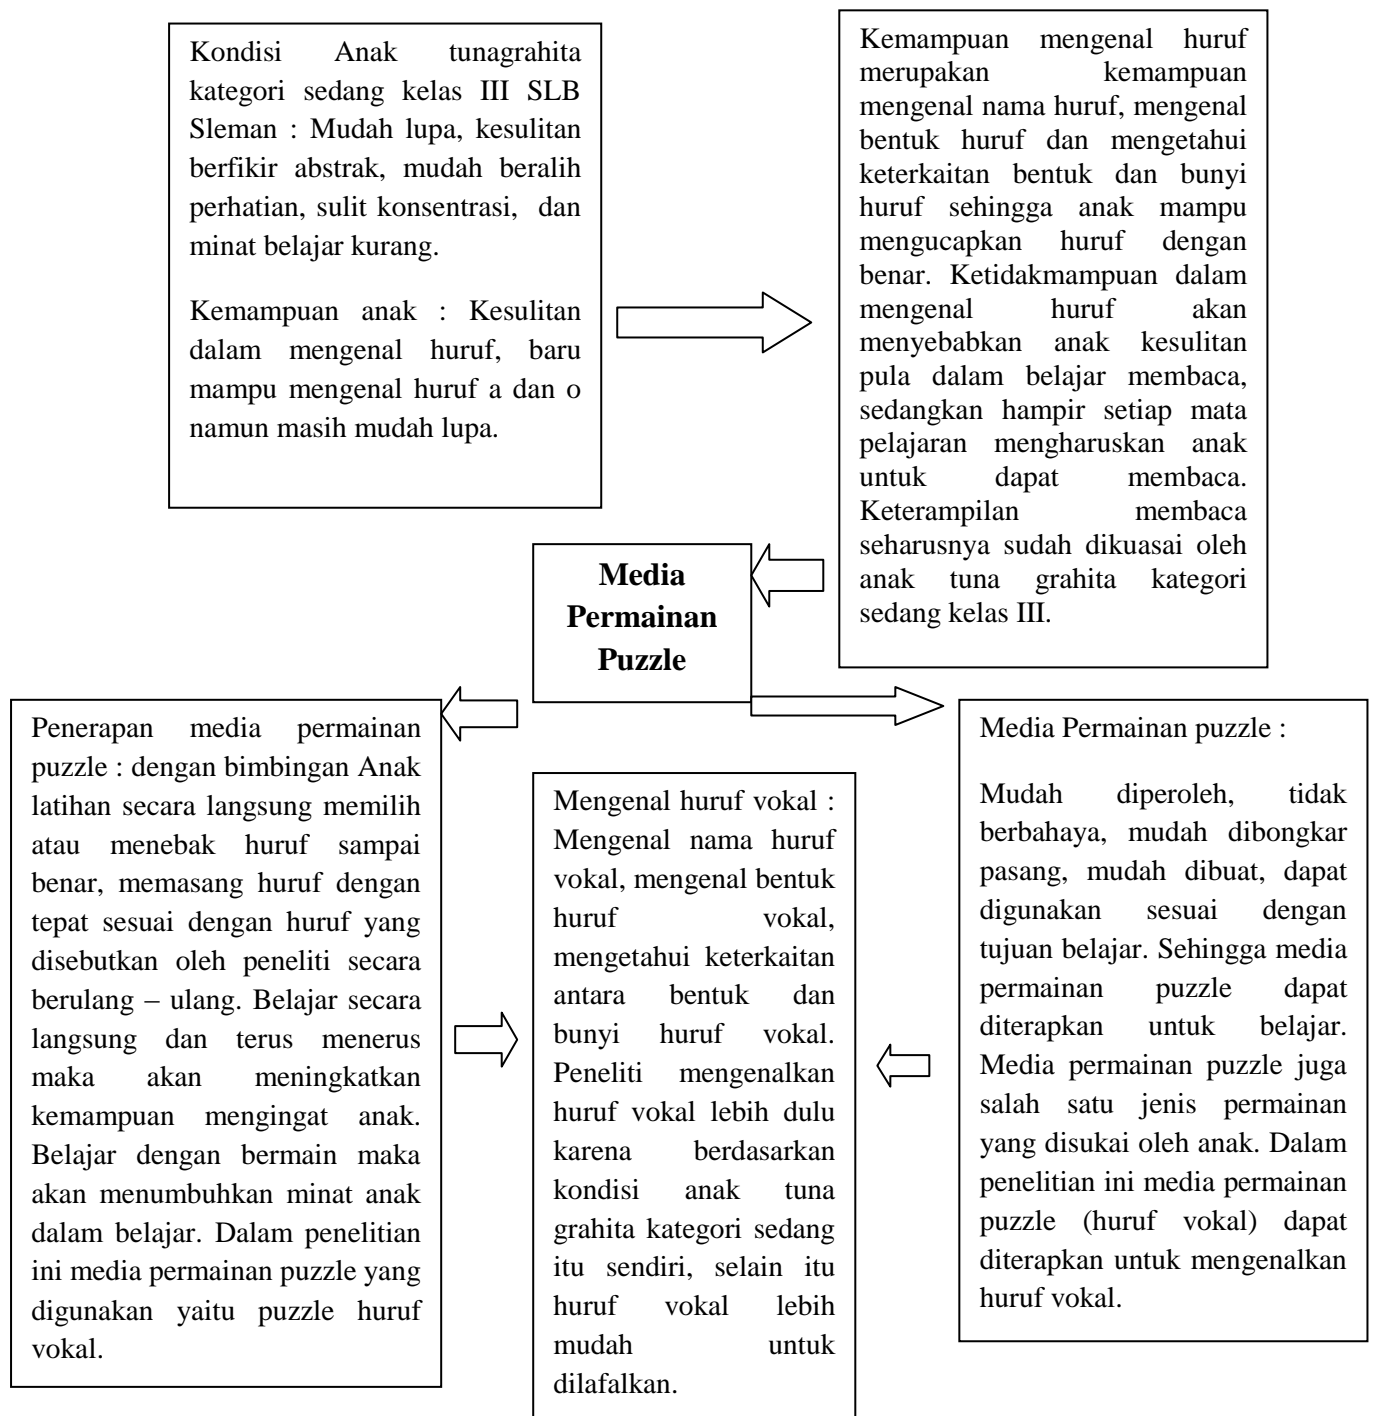 Kondisi Anak tunagrahita
kategori sedang kelas III SLB
Sleman : Mudah lupa, kesulitan
berfikir abstrak, mudah beralih
perhatian, sulit konsentrasi, dan
minat belajar kurang.
Kemampuan anak : Kesulitan
dalam mengenal huruf, baru
mampu mengenal huruf a dan o
namun masih mudah lupa.
Kemampuan mengenal huruf
merupakan kemampuan
mengenal nama huruf, mengenal
bentuk huruf dan mengetahui
keterkaitan bentuk dan bunyi
huruf sehingga anak mampu
mengucapkan huruf dengan
benar. Ketidakmampuan dalam
mengenal huruf akan
menyebabkan anak kesulitan
pula dalam belajar membaca,
sedangkan hampir setiap mata
pelajaran mengharuskan anak
untuk dapat membaca.
Keterampilan membaca
seharusnya sudah dikuasai oleh
anak tuna grahita kategori
sedang kelas III.
Media
Permainan
Puzzle
Penerapan media permainan
puzzle : dengan bimbingan Anak
latihan secara langsung memilih
atau menebak huruf sampai
benar, memasang huruf dengan
tepat sesuai dengan huruf yang
disebutkan oleh peneliti secara
berulang – ulang. Belajar secara
langsung dan terus menerus
maka akan meningkatkan
kemampuan mengingat anak.
Belajar dengan bermain maka
akan menumbuhkan minat anak
dalam belajar. Dalam penelitian
ini media permainan puzzle yang
digunakan yaitu puzzle huruf
vokal.
Mengenal huruf vokal :
Mengenal nama huruf
vokal, mengenal bentuk
huruf vokal,
mengetahui keterkaitan
antara bentuk dan
bunyi huruf vokal.
Peneliti mengenalkan
huruf vokal lebih dulu
karena berdasarkan
kondisi anak tuna
grahita kategori sedang
itu sendiri, selain itu
huruf vokal lebih
mudah untuk
dilafalkan.
Media Permainan puzzle :
Mudah diperoleh, tidak
berbahaya, mudah dibongkar
pasang, mudah dibuat, dapat
digunakan sesuai dengan
tujuan belajar. Sehingga media
permainan puzzle dapat
diterapkan untuk belajar.
Media permainan puzzle juga
salah satu jenis permainan
yang disukai oleh anak. Dalam
penelitian ini media permainan
puzzle (huruf vokal) dapat
diterapkan untuk mengenalkan
huruf vokal.